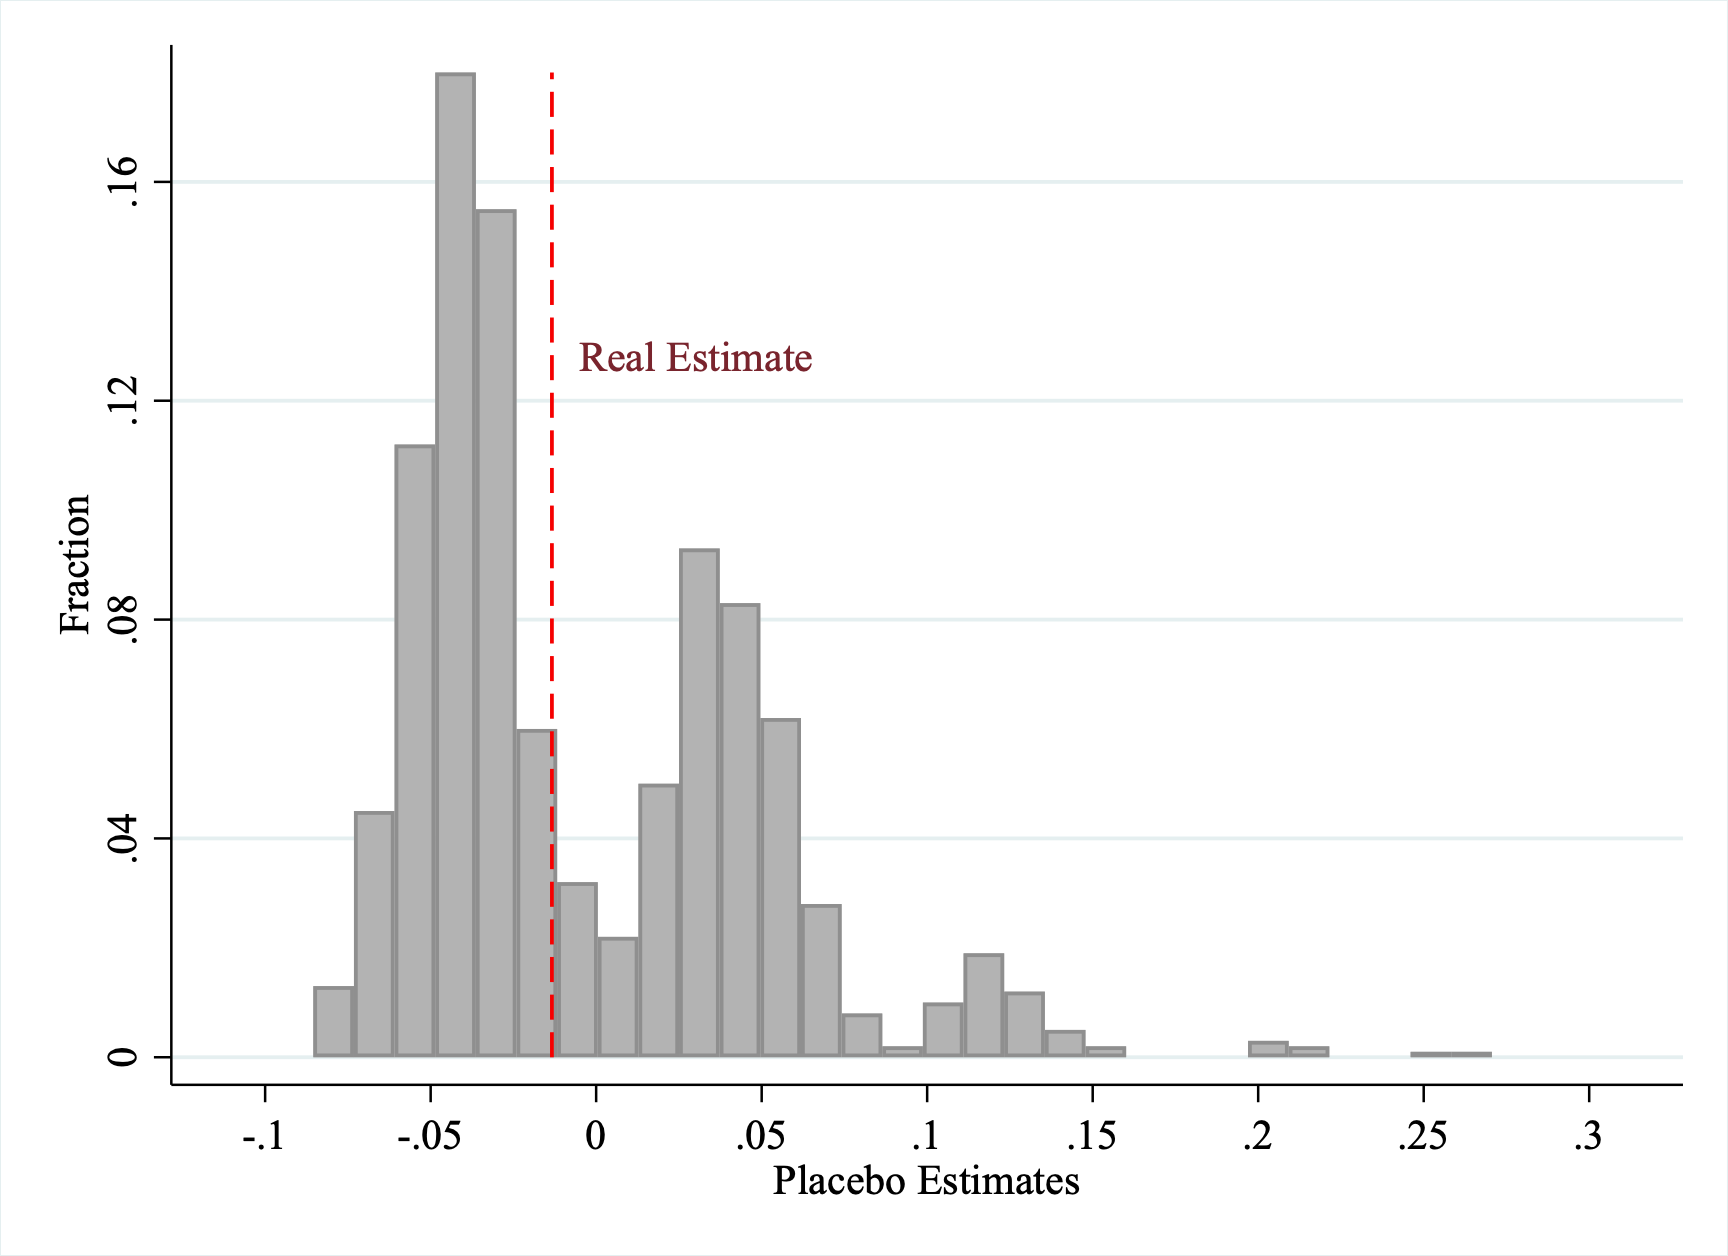 .16
.12
.08
.04
0
Fraction
Real Estimate
-.1 -.05 0 .05 .1 .15 .2 .25 .3
Placebo Estimates